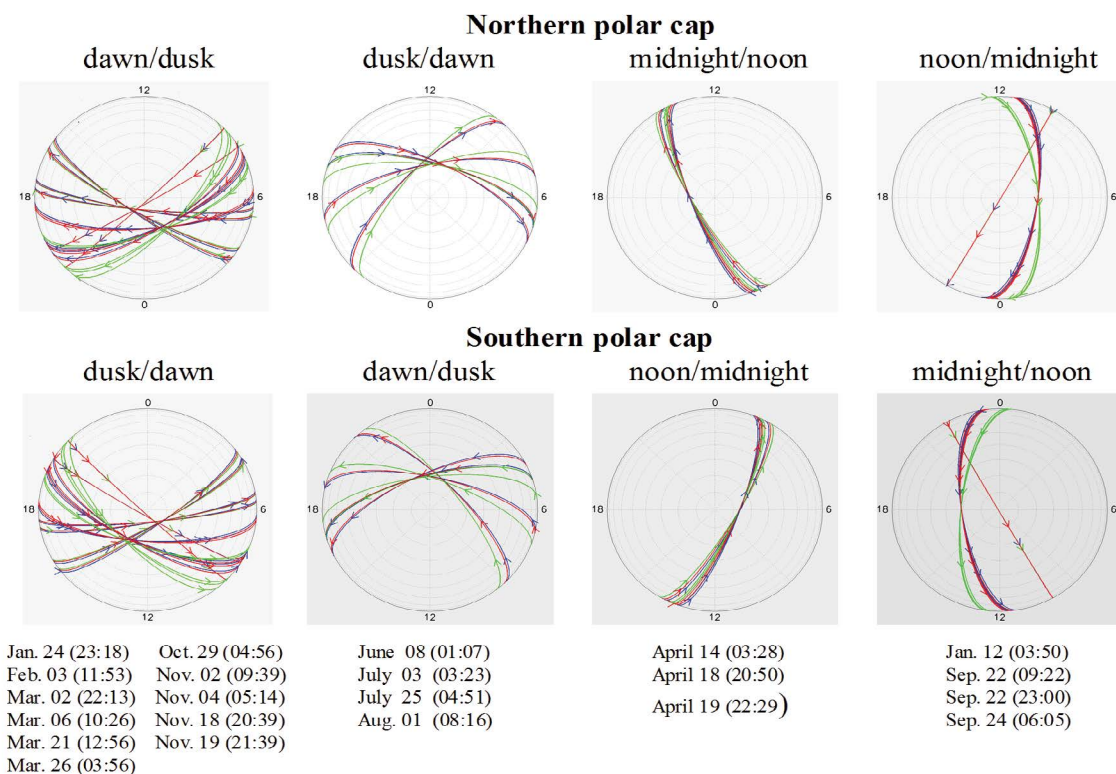 Northern polar cap
dawn/dusk
dusk/dawn
midnight/noon
noon/midnight
12
18
6
0
12
18
6
0
12
18
6
0
12
18
6
0
Southern polar cap
dusk/dawn
dawn/dusk
noon/midnight
midnight/noon
0
18
6
12
0
18
6
12
0
18
6
12
0
18
6
12
Jan. 24 (23:18)
Feb. 03 (11:53)
Mar. 02 (22:13)
Mar. 06 (10:26)
Mar. 21 (12:56)
Mar. 26 (03:56)
Oct. 29 (04:56)
Nov. 02 (09:39)
Nov. 04 (05:14)
Nov. 18 (20:39)
Nov. 19 (21:39)
June 08 (01:07)
July 03 (03:23)
July 25 (04:51)
Aug. 01 (08:16)
April 14 (03:28)
April 18 (20:50)
April 19 (22:29)
Jan. 12 (03:50)
Sep. 22 (09:22)
Sep. 22 (23:00)
Sep. 24 (06:05)